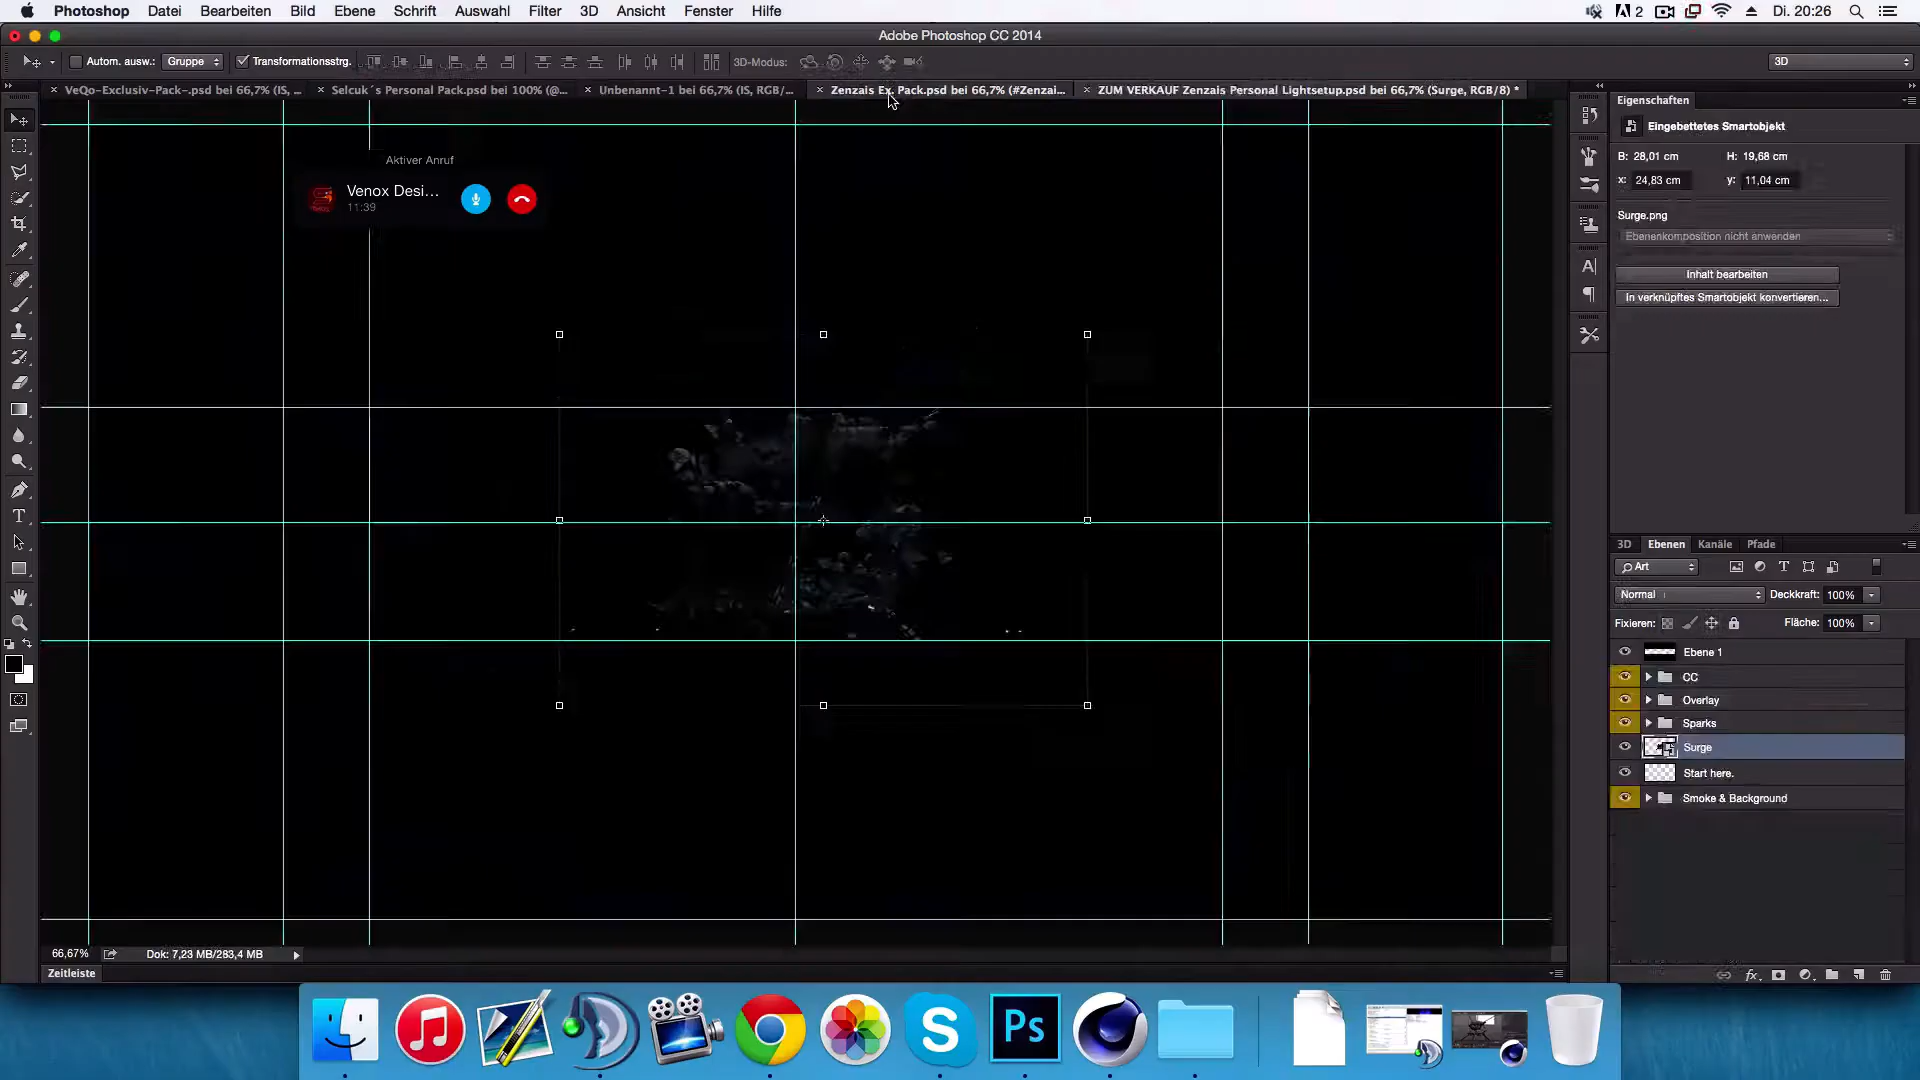 Photoshop Datei Bearbeiten Bild Ebene Schrift Auswahl Filter 3D Ansicht Fenster Hilfe
2 Di. 20:26
Adobe Photoshop CC 2014
Autom. ausw.: Gruppe Transformationsstrg. 3D-Modus: 3D
VeQo-Exclusiv-Pack-.psd bei 66,7% (IS, ...
Selcuk´s Personal Pack.psd bei 100% (@...
Unbenannt-1 bei 66,7% (IS, RGB/...
Zenzais Ex. Pack.psd bei 66,7% (#Zenzai...
ZUM VERKAUF Zenzais Personal Lightsetup.psd bei 66,7% (Surge, RGB/8) *
Aktiver Anruf
Venox Desi...
11:39
Eigenschaften
Eingebettetes Smartobjekt
B: 28,01 cm H: 19,68 cm
x: 24,83 cm y: 11,04 cm
Surge.png
Ebenenkomposition nicht anwenden
Inhalt bearbeiten
In verknüpftes Smartobjekt konvertieren...
3D Ebenen Kanäle Pfade
Art
Normal Deckkraft: 100%
Fixieren: Fläche: 100%
Ebene 1
CC
Overlay
Sparks
Surge
Start here.
Smoke & Background
fx
66,67% Dok: 7,23 MB/283,4 MB
Zeitleiste
Ps